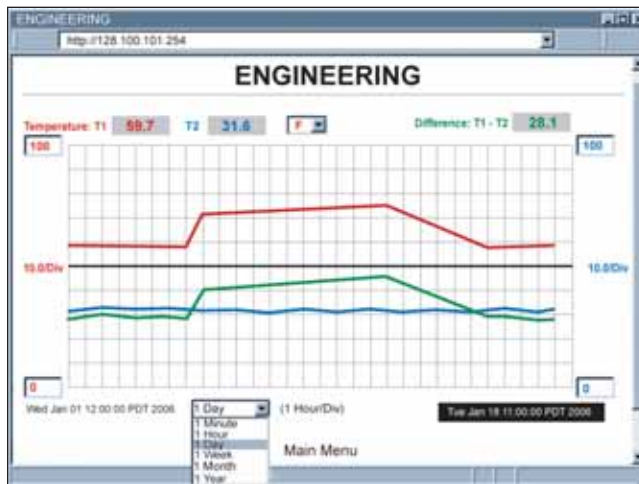 ENGINEERING
http://128.100.101.254
ENGINEERING
Temperature: T1 59.7 T2 31.6 F Difference: T1 - T2 28.1
100 100
10.0/Div 10.0/Div
0 0
Wed Jan 01 12:00:00 PDT 2006 1 Day (1 Hour/Div) Tue Jan 18 11:00:00 PDT 2006
1 Minute
1 Hour
1 Day
1 Week
1 Month
1 Year
Main Menu